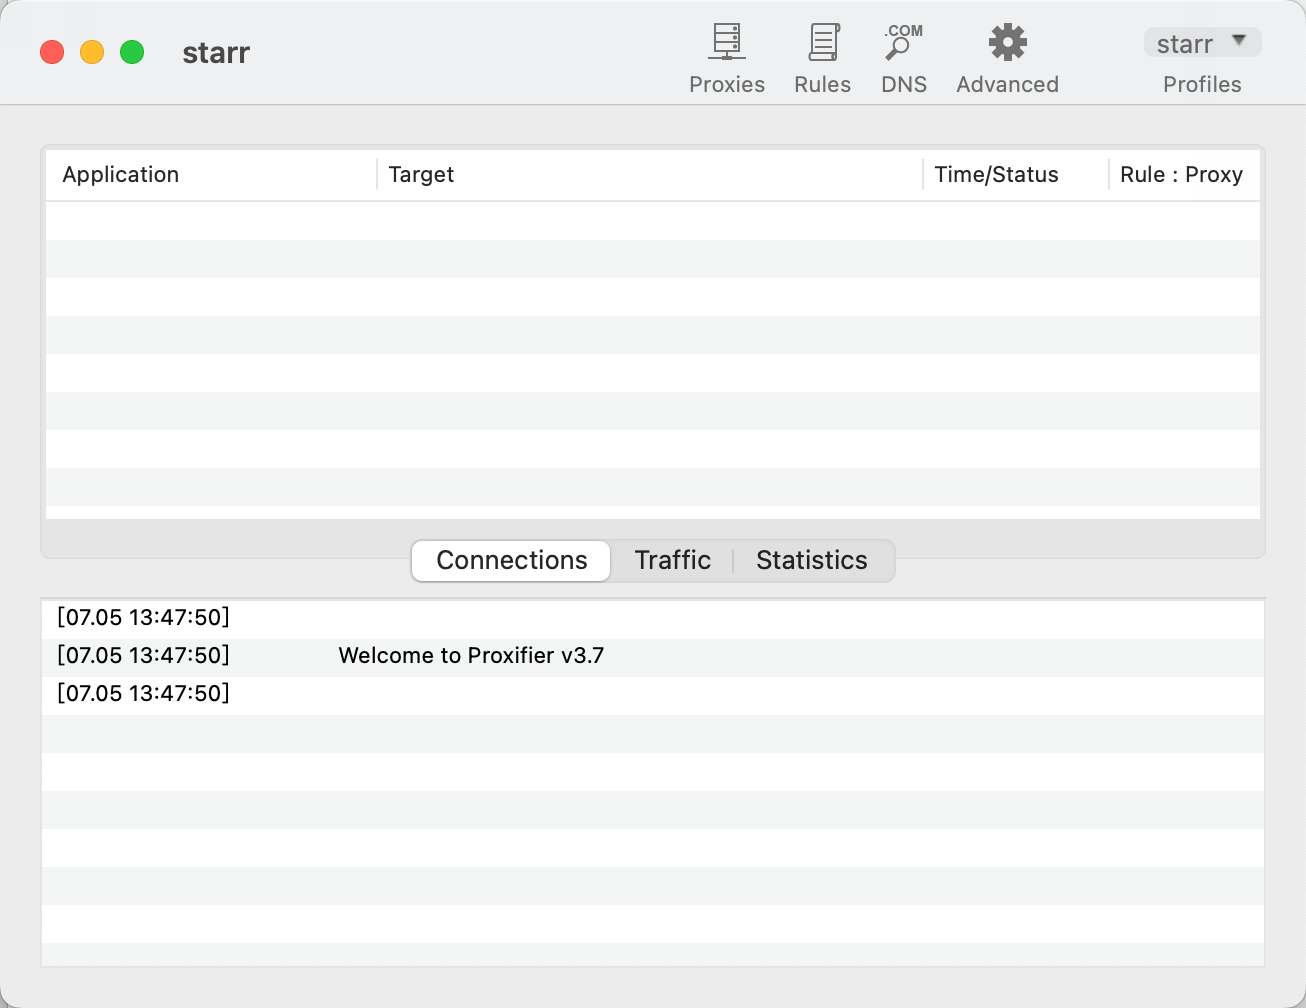 starr
.COM
Proxies Rules DNS Advanced
starr
Profiles
Application Target Time/Status Rule : Proxy
Connections Traffic Statistics
[07.05 13:47:50]
[07.05 13:47:50] Welcome to Proxifier v3.7
[07.05 13:47:50]